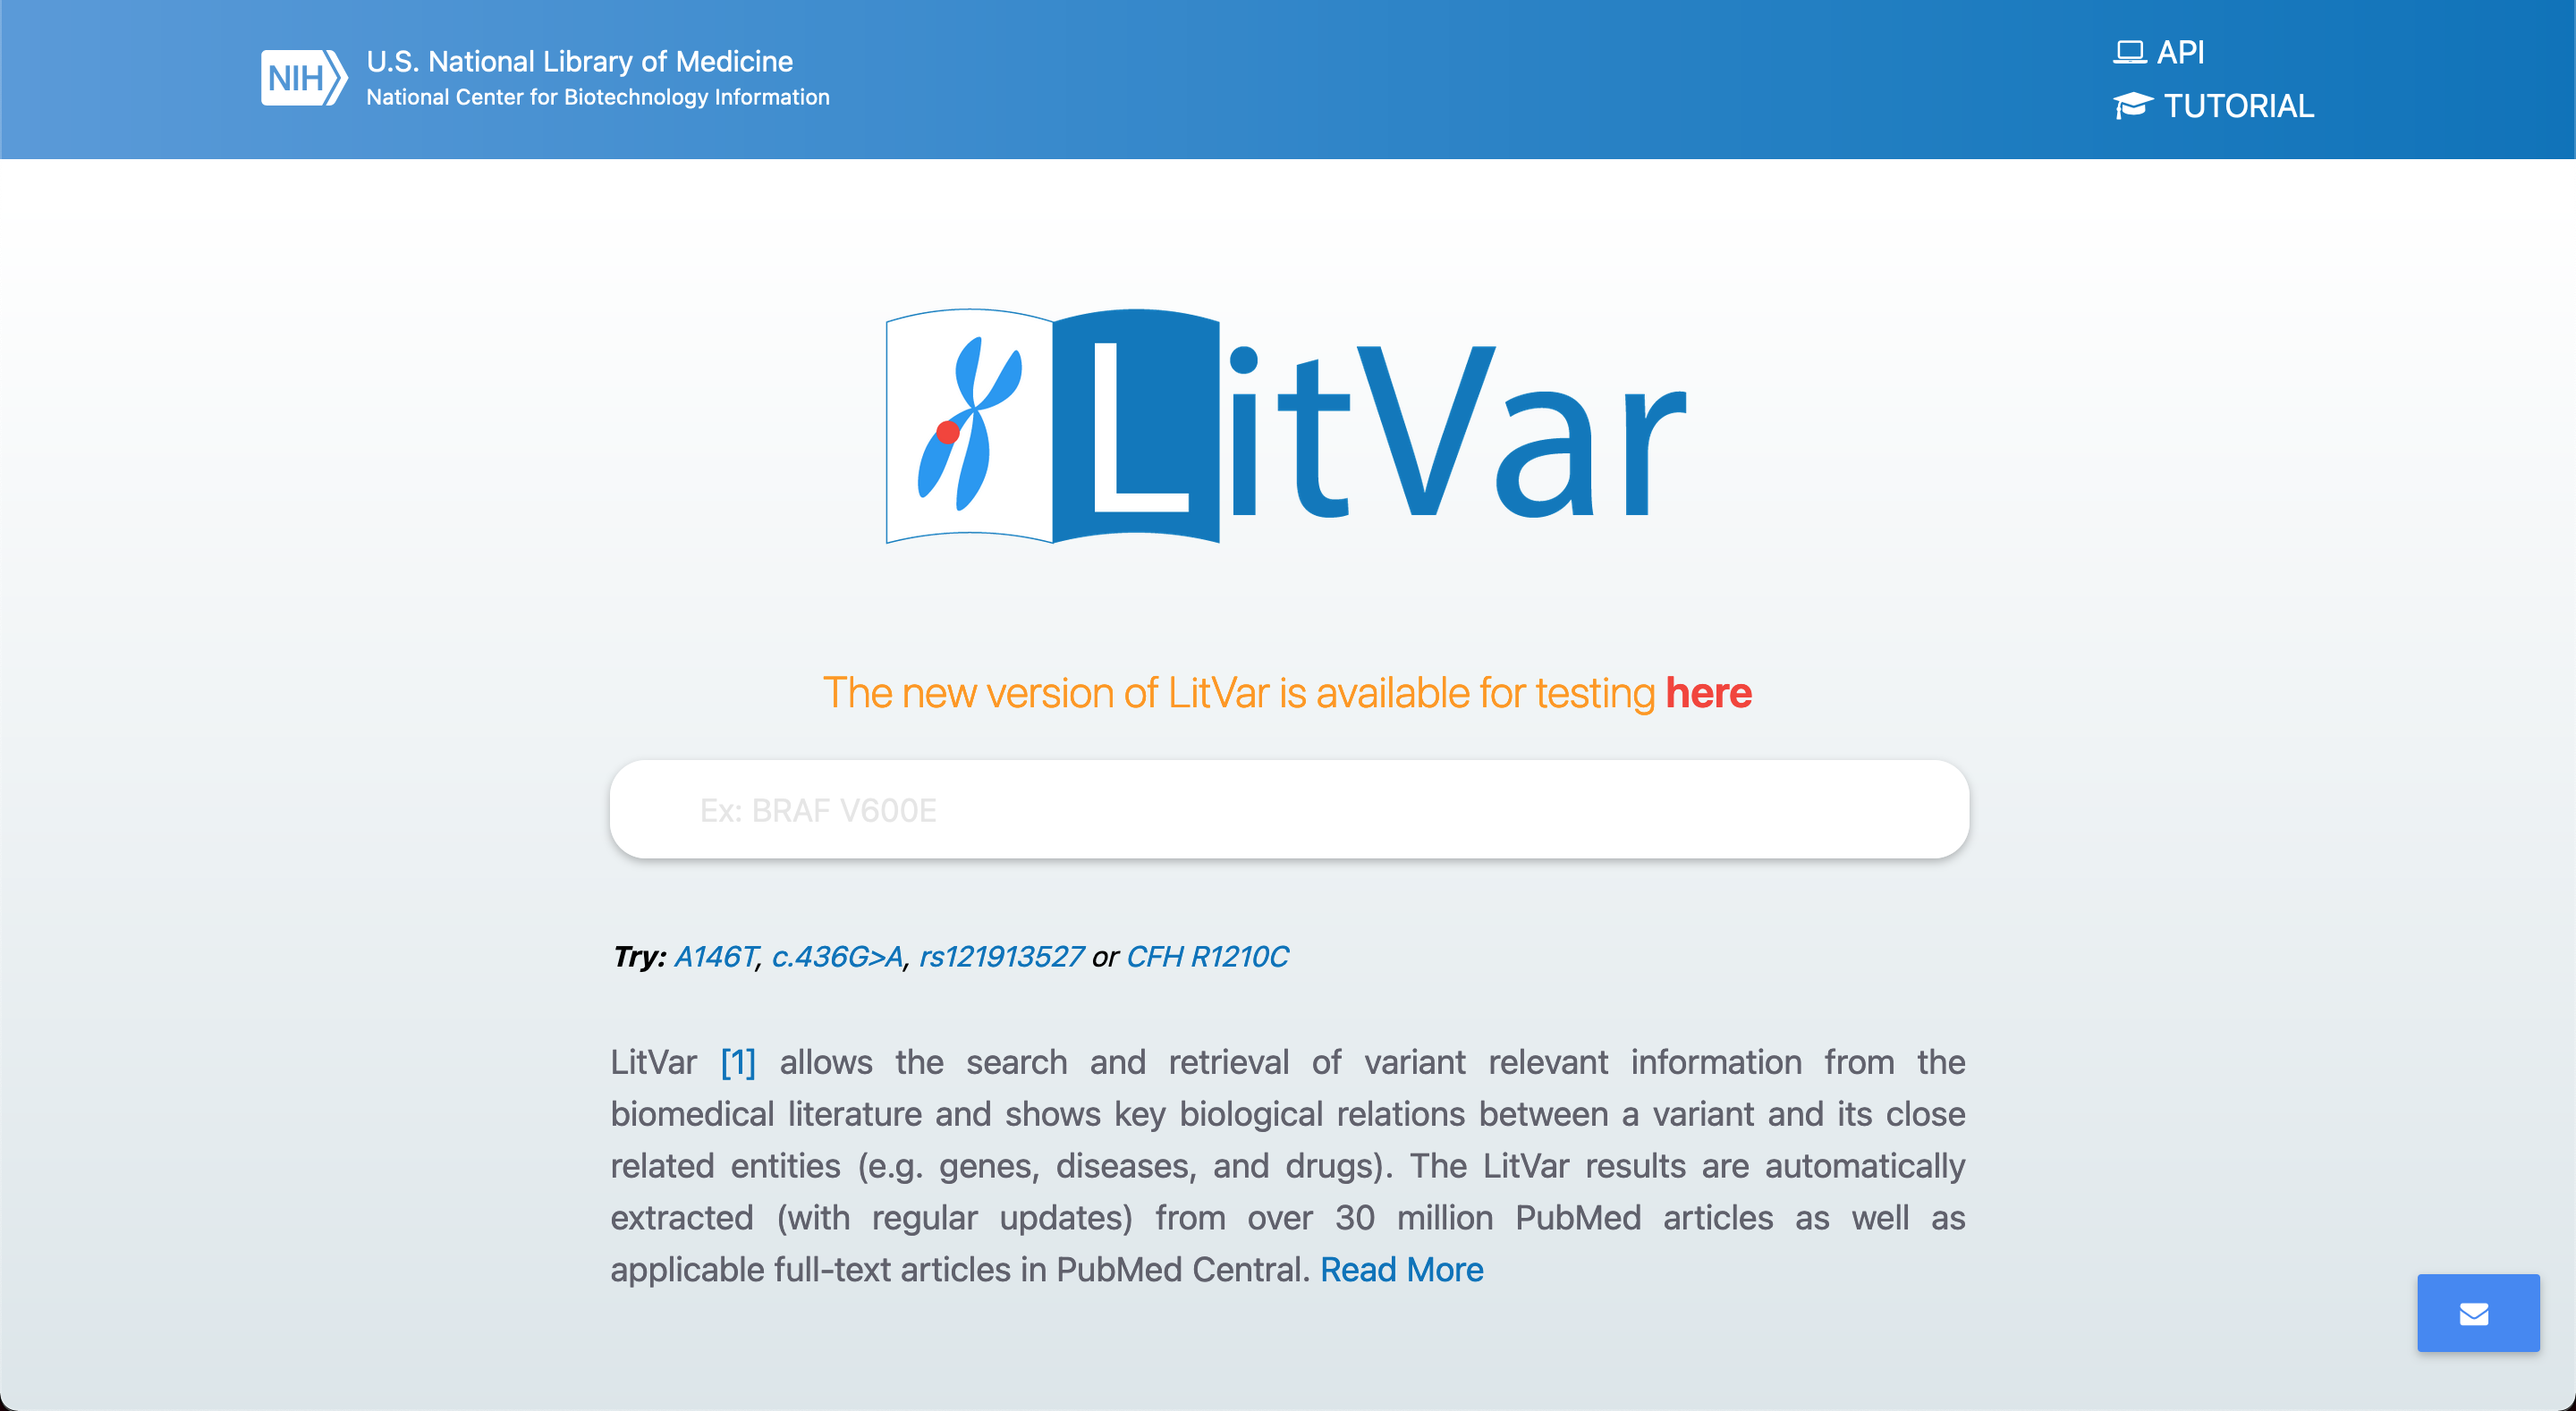 NIH
U.S. National Library of Medicine
National Center for Biotechnology Information
API
TUTORIAL
LitVar
The new version of LitVar is available for testing here
Ex: BRAF V600E
Try: A146T, c.436G>A, rs121913527 or CFH R1210C
LitVar [1] allows the search and retrieval of variant relevant information from the
biomedical literature and shows key biological relations between a variant and its close
related entities (e.g. genes, diseases, and drugs). The LitVar results are automatically
extracted (with regular updates) from over 30 million PubMed articles as well as
applicable full-text articles in PubMed Central. Read More